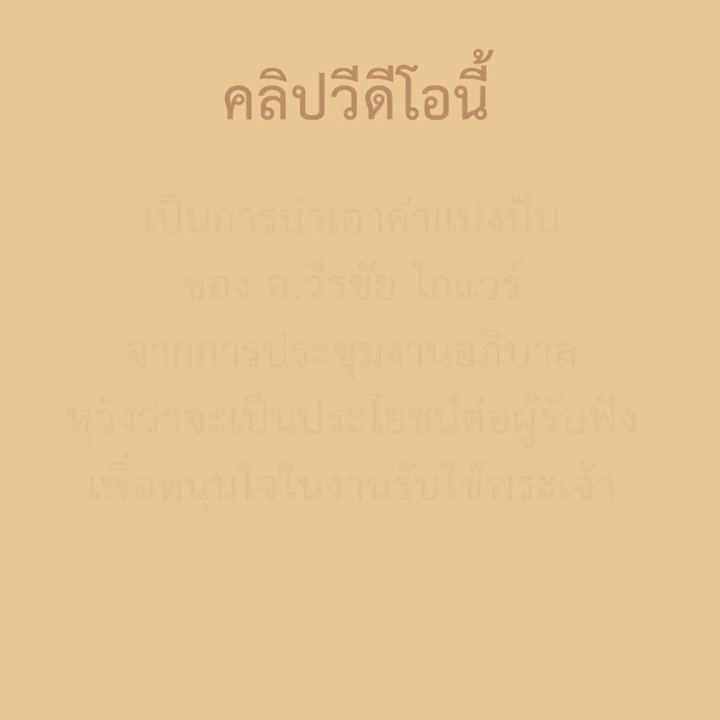 คลิปวีดีโอนี้
เป็นการนำเอาคำแบ่งปัน
ของ อ.วีรชัย โกแวร์
จากการประชุมงานอภิบาล
หวังว่าจะเป็นประโยชน์ต่อผู้รับฟัง
เพื่อหนุนใจในงานรับใช้พระเจ้า